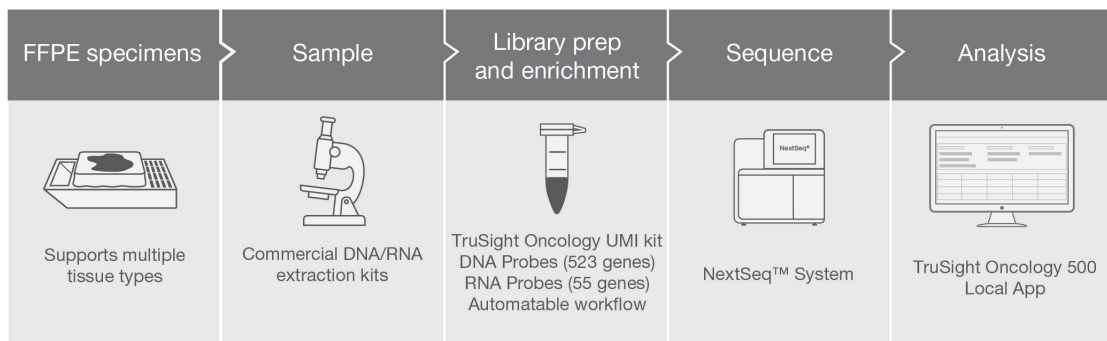 FFPE specimens
Sample
Library prep
and enrichment
Sequence
Analysis
NextSeq®
Supports multiple
tissue types
Commercial DNA/RNA
extraction kits
TruSight Oncology UMI kit
DNA Probes (523 genes)
RNA Probes (55 genes)
Automatable workflow
NextSeq™ System
TruSight Oncology 500
Local App